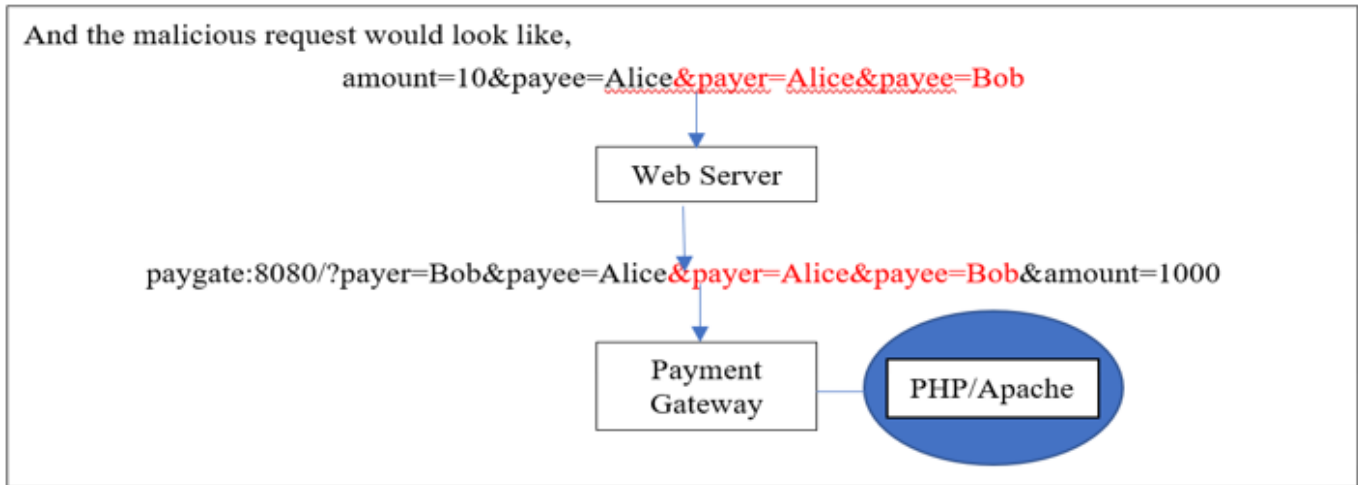 And the malicious request would look like,
amount=10&payee=Alice&payer=Alice&payee=Bob
Web Server
paygate:8080/?payer=Bob&payee=Alice&payer=Alice&payee=Bob&amount=1000
Payment
Gateway
PHP/Apache